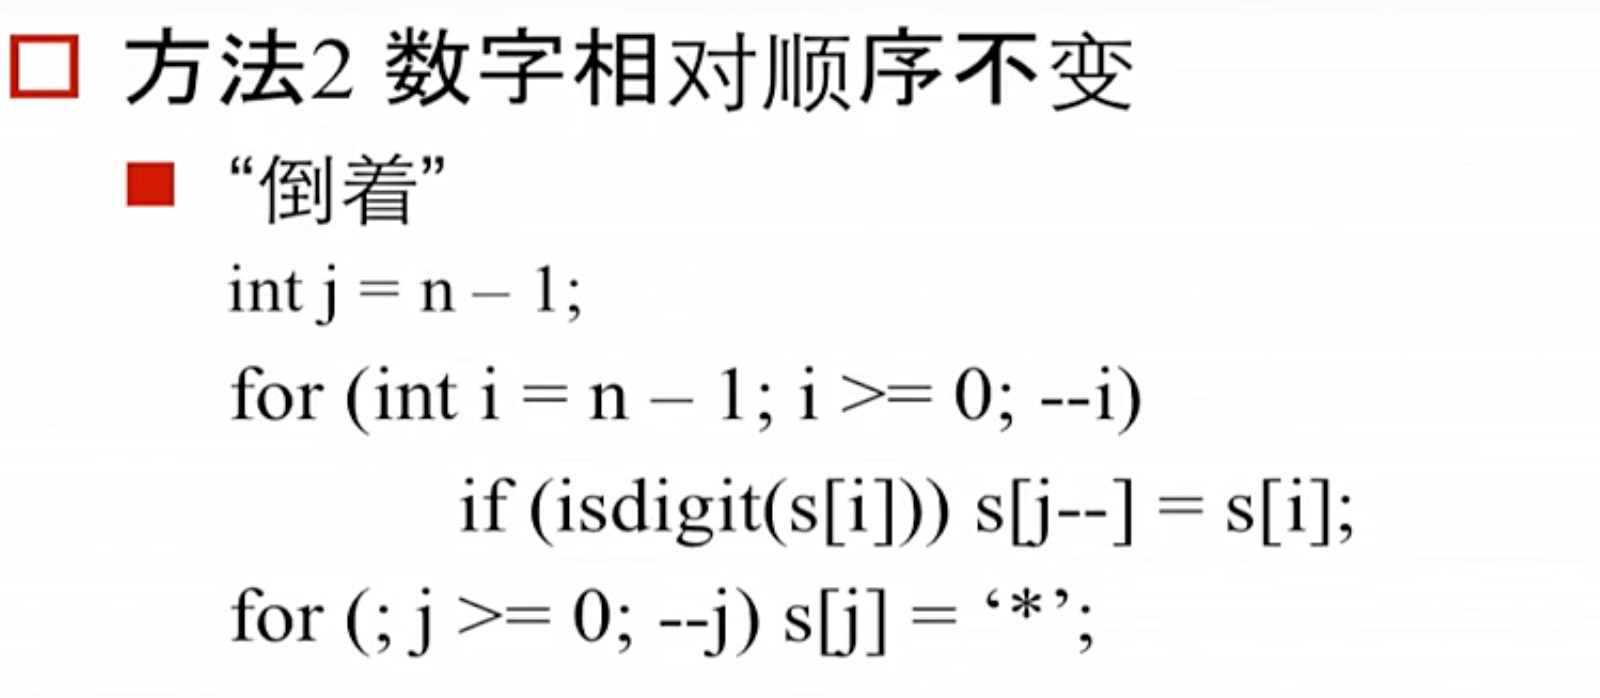 方法2 数字相对顺序不变
“倒着”
int j = n – 1;
for (int i = n – 1; i >= 0; --i)
if (isdigit(s[i])) s[j--] = s[i];
for (; j >= 0; --j) s[j] = ‘*’;